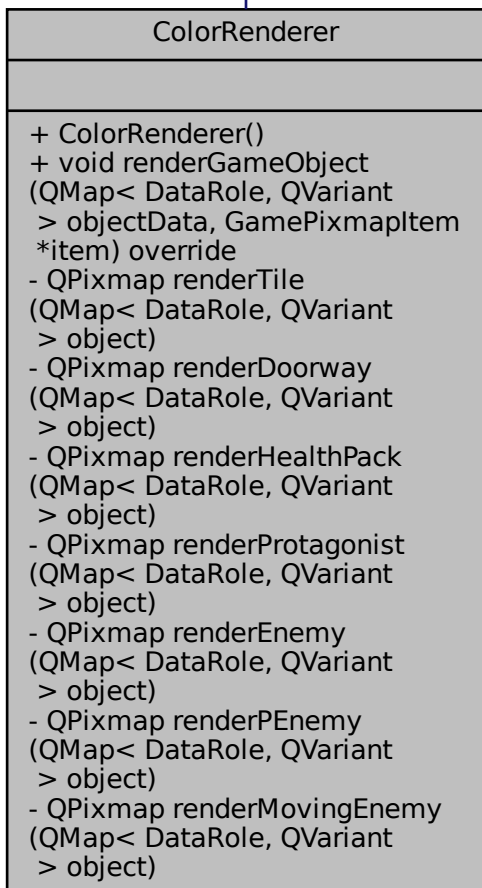 ColorRenderer
+ ColorRenderer()
+ void renderGameObject
(QMap< DataRole, QVariant
> objectData, GamePixmapItem
*item) override
- QPixmap renderTile
(QMap< DataRole, QVariant
> object)
- QPixmap renderDoorway
(QMap< DataRole, QVariant
> object)
- QPixmap renderHealthPack
(QMap< DataRole, QVariant
> object)
- QPixmap renderProtagonist
(QMap< DataRole, QVariant
> object)
- QPixmap renderEnemy
(QMap< DataRole, QVariant
> object)
- QPixmap renderPEnemy
(QMap< DataRole, QVariant
> object)
- QPixmap renderMovingEnemy
(QMap< DataRole, QVariant
> object)